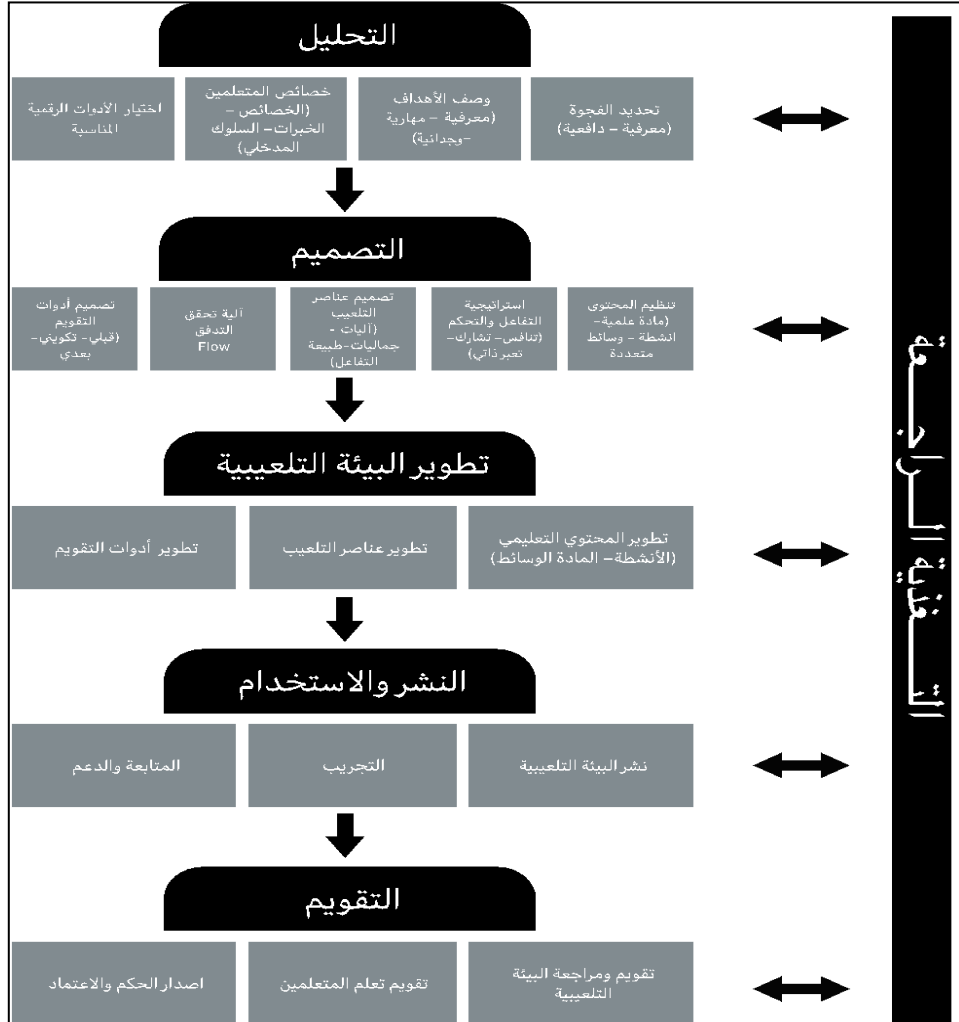 التحليل
تحديد الفجوة
(معرفية – دافعية)
وصف الأهداف
(معرفية – مهارية
–وجدانية)
خصائص المتعلمين
(الخصائص –
الخبرات– السلوك
المدخلي)
اختيار الأدوات الرقمية
المناسبة
التصميم
تنظيم المحتوى
(مادة علمية–
انشطة – وسائط
متعددة
استراتيجية
التفاعل والتحكم
(تنافس– تشارك–
تعبر ذاتي)
تصميم عناصر
التلعيب
(آليات –
جماليات–طبيعة
التفاعل)
آلية تحقق
التدفق
Flow
تصميم أدوات
التقويم
(قبلي– تكويني–
بعدي
تطوير البيئة التلعيبية
تطوير المحتوي التعليمي
(الأنشطة– المادة الوسائط)
تطوير عناصر التلعيب
تطوير أدوات التقويم
النشر والاستخدام
نشر البيئة التلعيبية
التجريب
المتابعة والدعم
التقويم
تقويم ومراجعة البيئة
التلعيبية
تقويم تعلم المتعلمين
اصدار الحكم والاعتماد
التــــغذية الــــراجــــمة